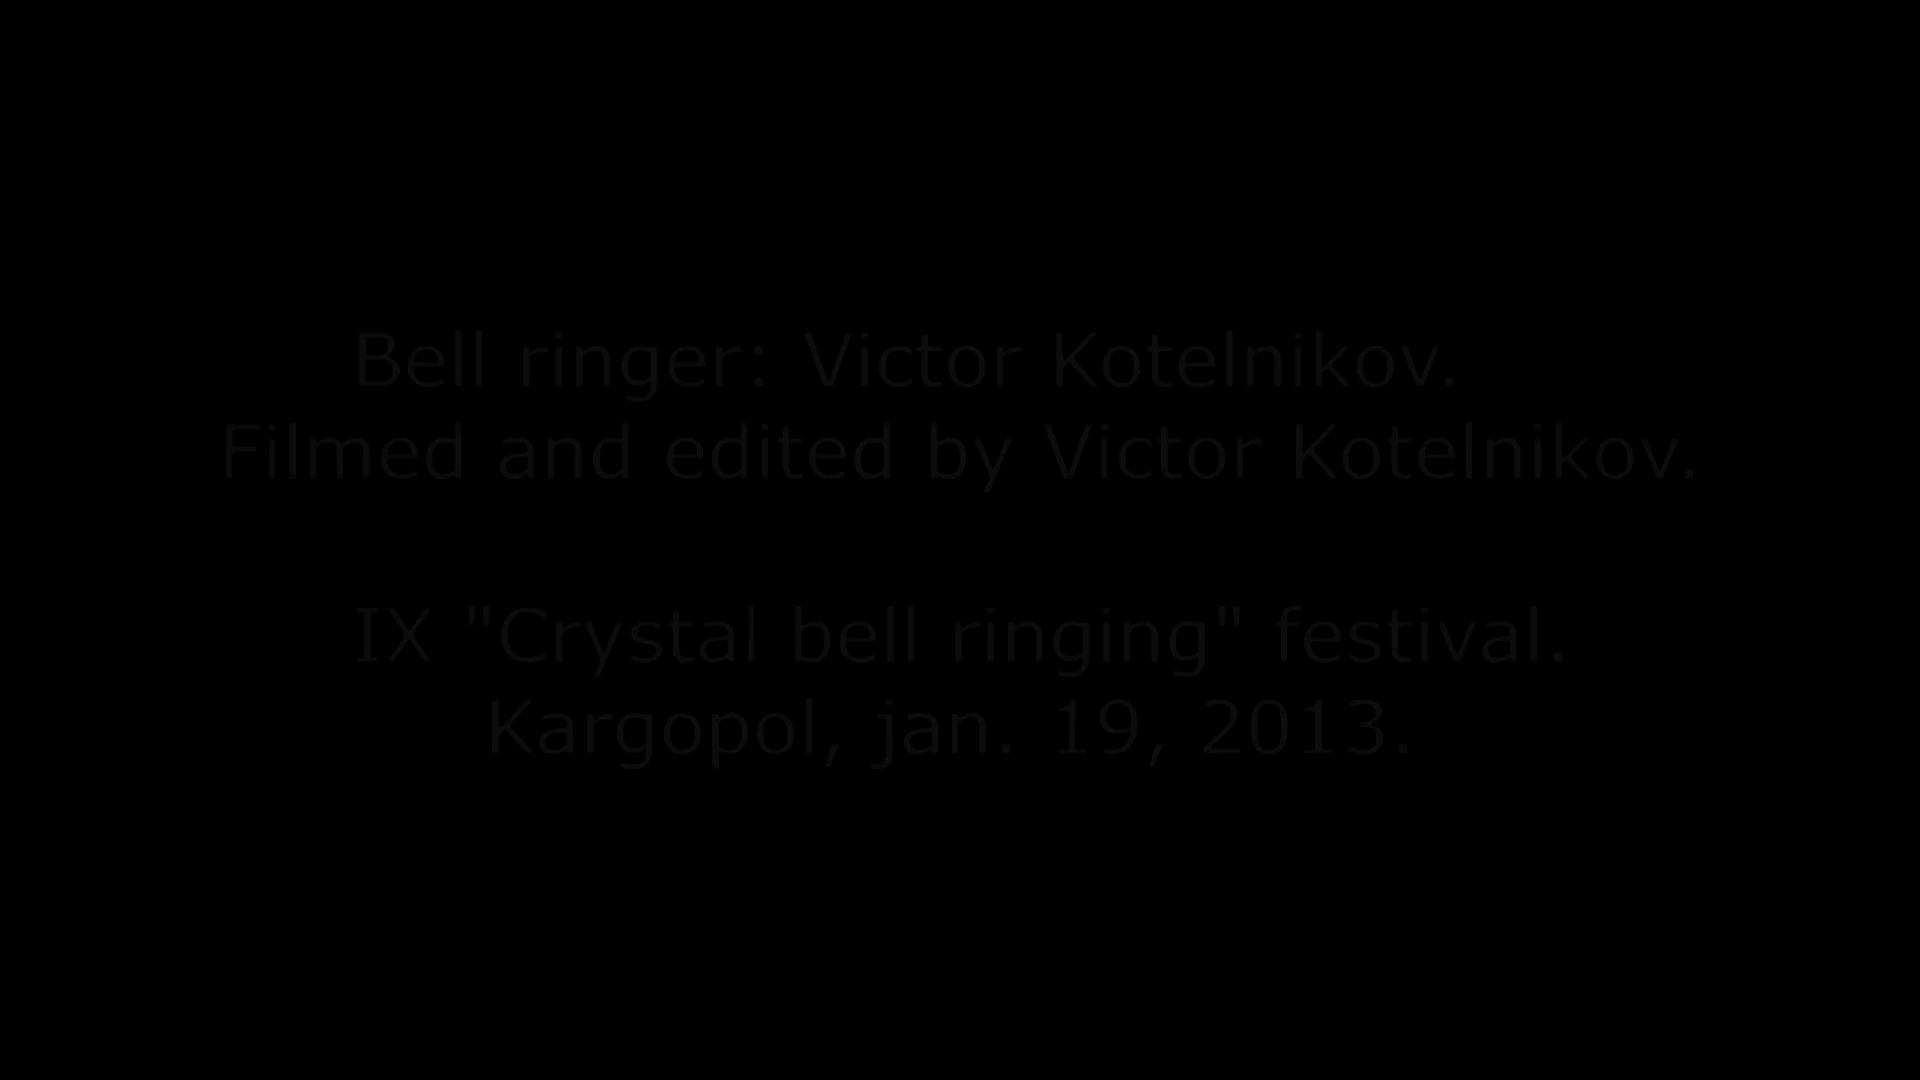 Bell ringer: Victor Kotelnikov.
Filmed and edited by Victor Kotelnikov.
IX "Crystal bell ringing" festival.
Kargopol, jan. 19, 2013.